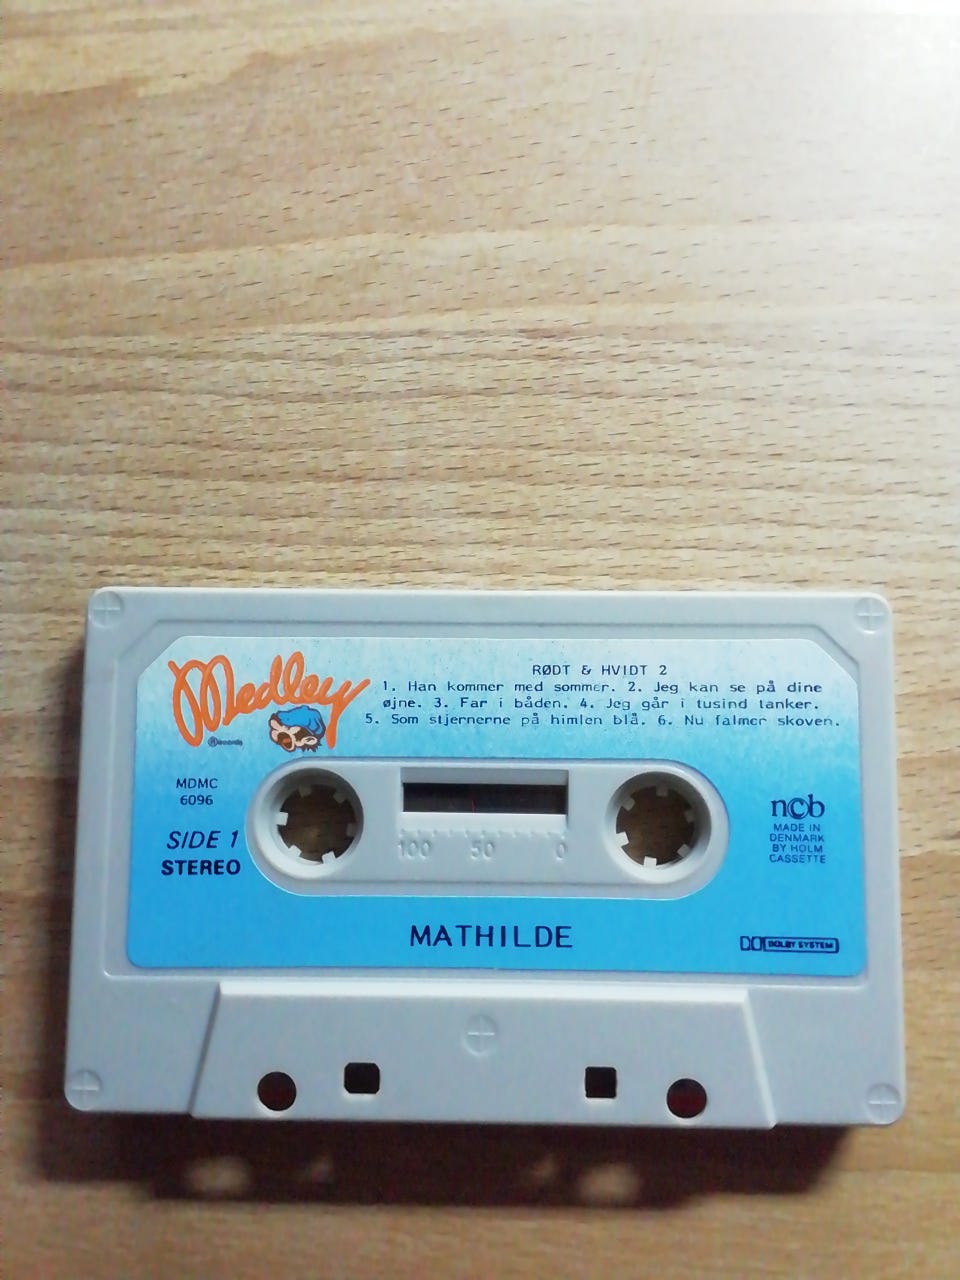 Medley
Records
RØDT & HVIDT 2
1. Han kommer med sommer. 2. Jeg kan se på dine
øjne. 3. Far i båden. 4. Jeg går i tusind tanker.
5. Som stjernerne på himlen blå. 6. Nu falmer skoven.
MDMC
6096
SIDE 1
STEREO
100 50 0
ncb
MADE IN
DENMARK
BY HOLM
CASSETTE
MATHILDE
DOLBY SYSTEM